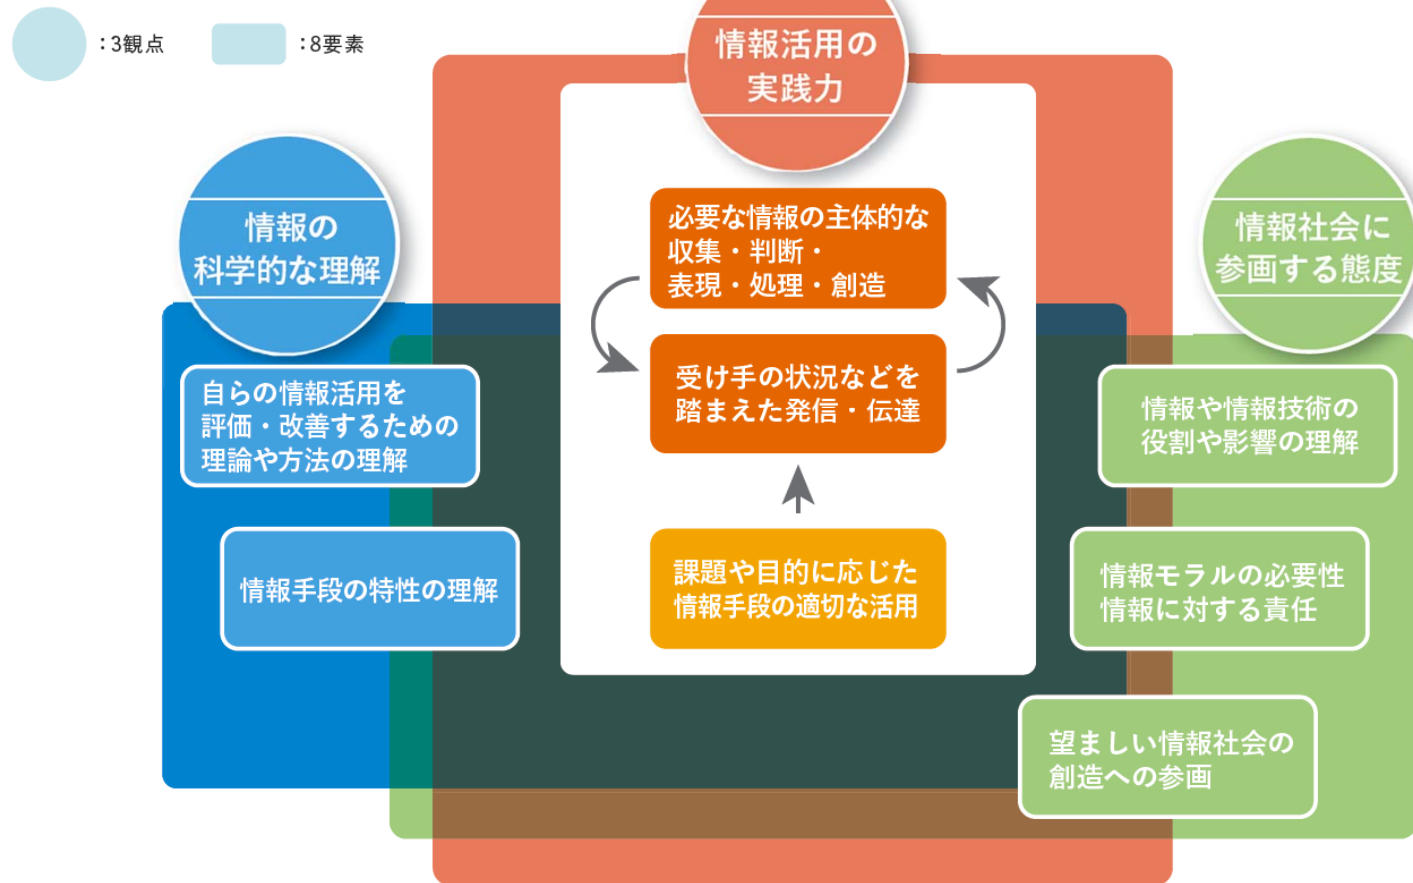 ：3観点
：8要素
情報活用の
実践力
情報の
科学的な理解
情報社会に
参画する態度
必要な情報の主体的な
収集・判断・
表現・処理・創造
受け手の状況などを
踏まえた発信・伝達
課題や目的に応じた
情報手段の適切な活用
自らの情報活用を
評価・改善するための
理論や方法の理解
情報手段の特性の理解
情報や情報技術の
役割や影響の理解
情報モラルの必要性
情報に対する責任
望ましい情報社会の
創造への参画